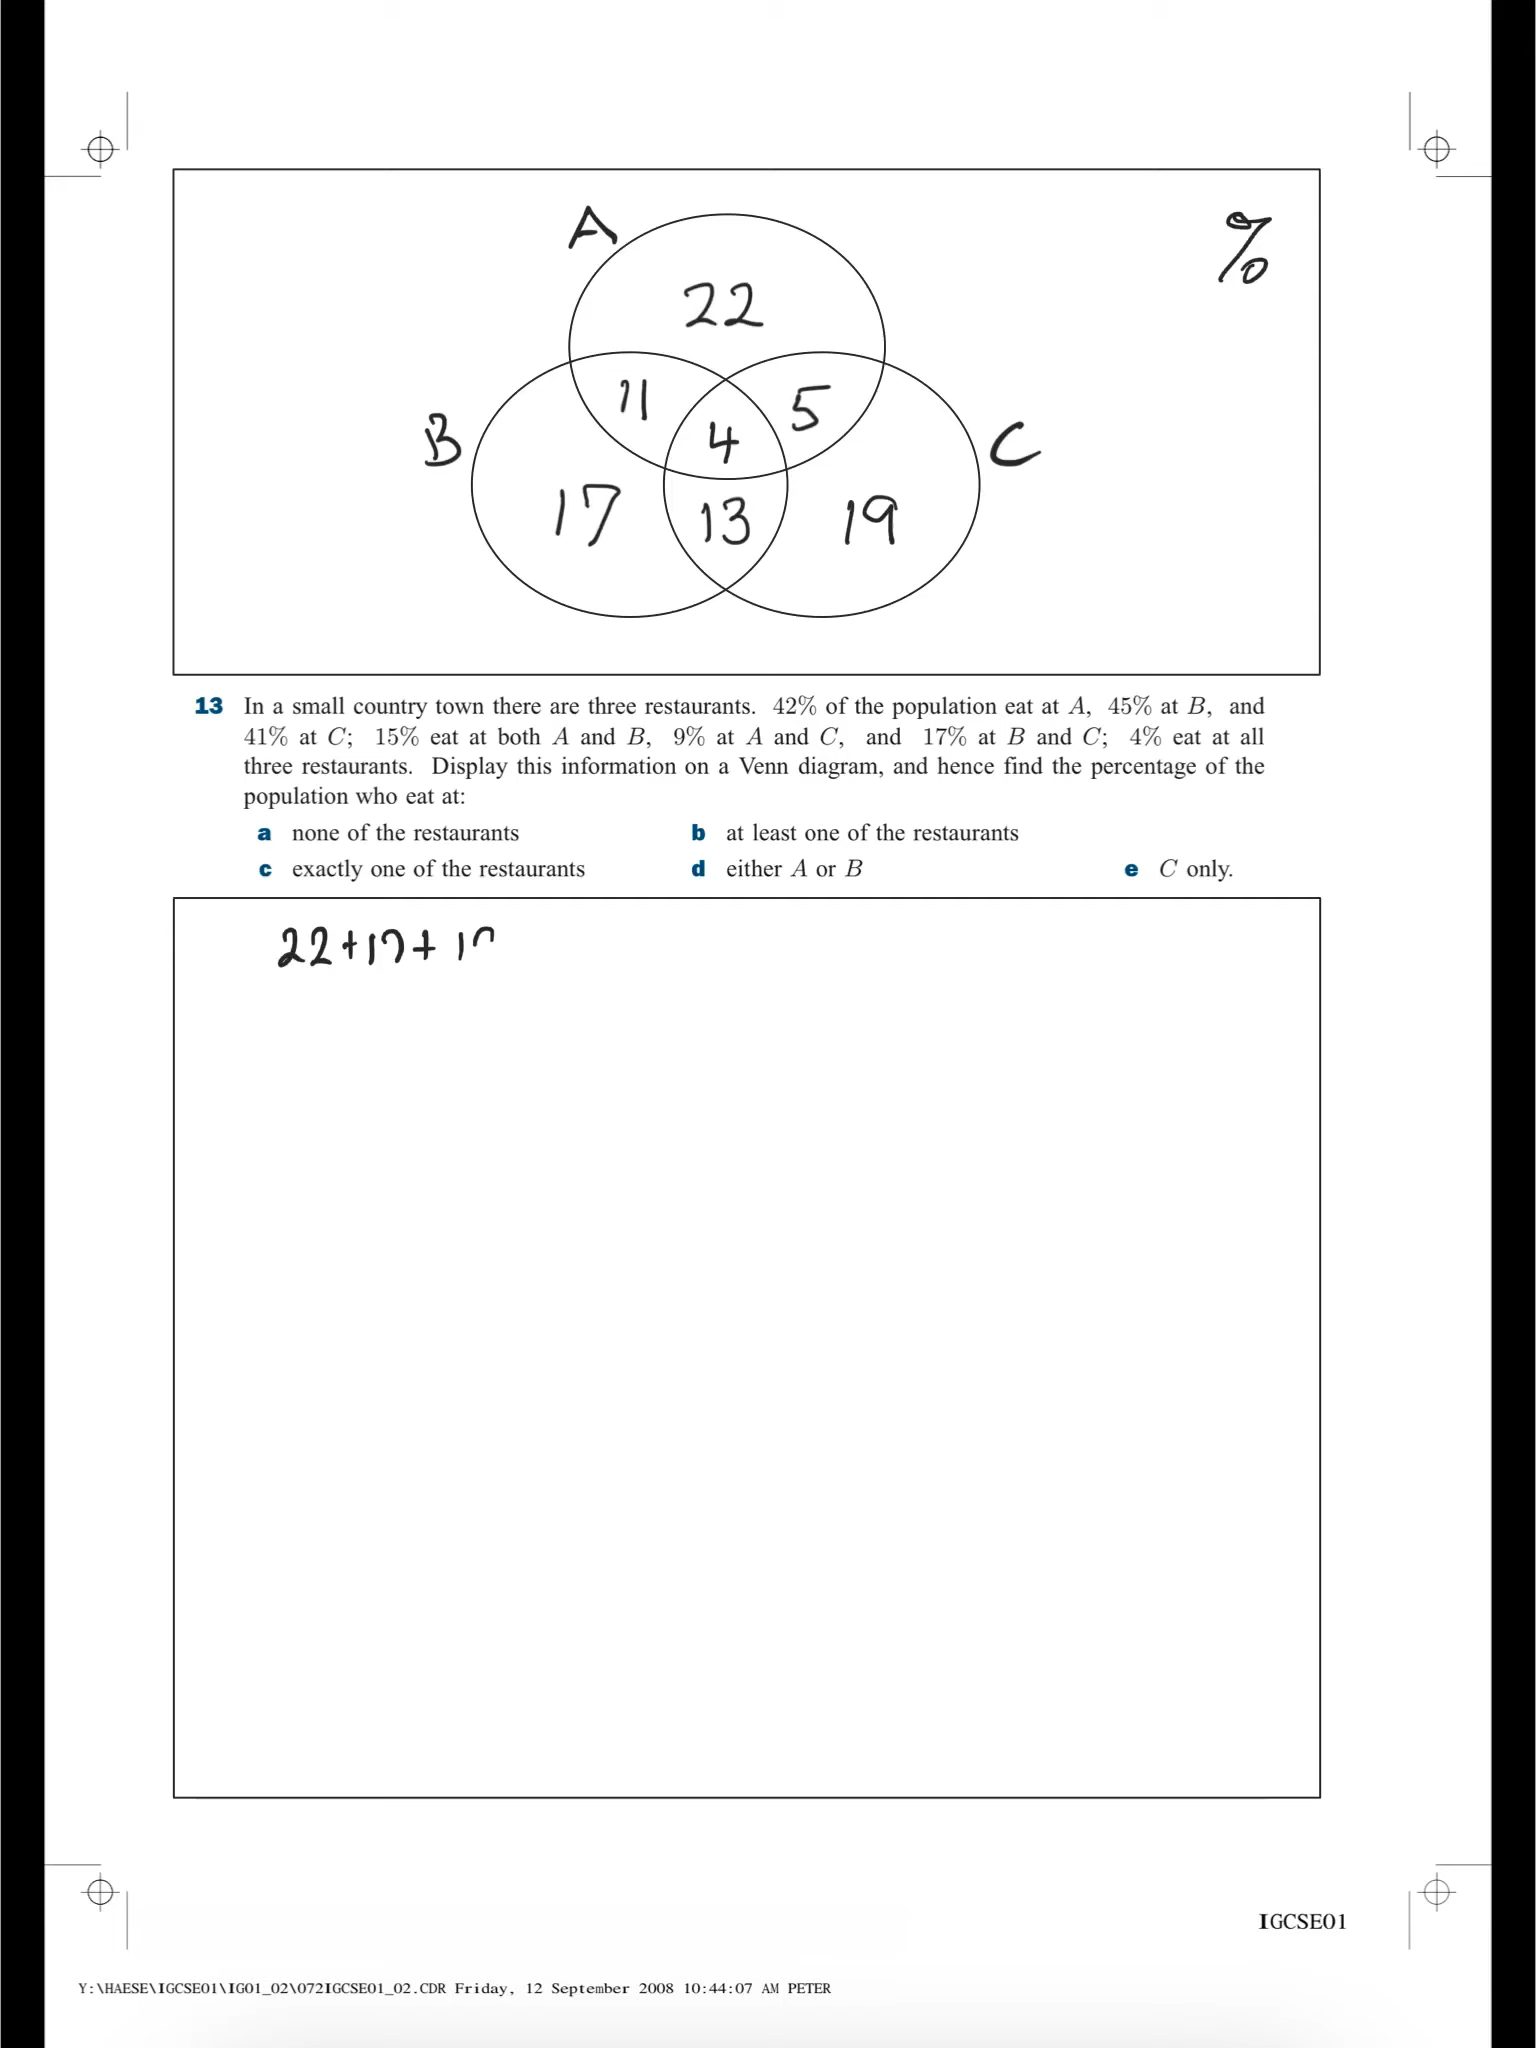 A
%
22
11
5
B
4
C
17
13
19
13 In a small country town there are three restaurants. 42% of the population eat at A, 45% at B, and
41% at C; 15% eat at both A and B, 9% at A and C, and 17% at B and C; 4% eat at all
three restaurants. Display this information on a Venn diagram, and hence find the percentage of the
population who eat at:
a none of the restaurants b at least one of the restaurants
c exactly one of the restaurants d either A or B e C only.
22+17+1
IGCSE01
Y:\HAESE\IGCSE01\IG01_02\072IGCSE01_02.CDR Friday, 12 September 2008 10:44:07 AM PETER